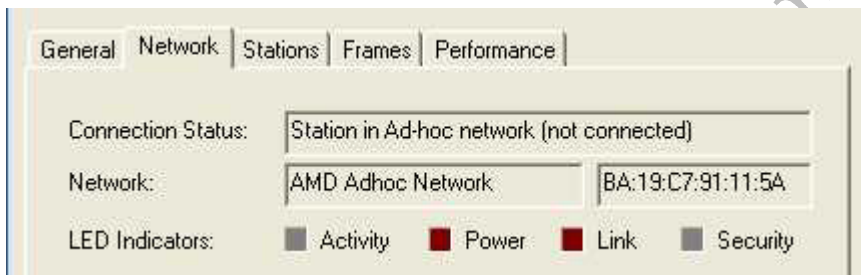 General Network Stations Frames Performance
Connection Status: Station in Ad-hoc network (not connected)
Network: AMD Adhoc Network BA:19:C7:91:11:5A
LED Indicators: Activity Power Link Security